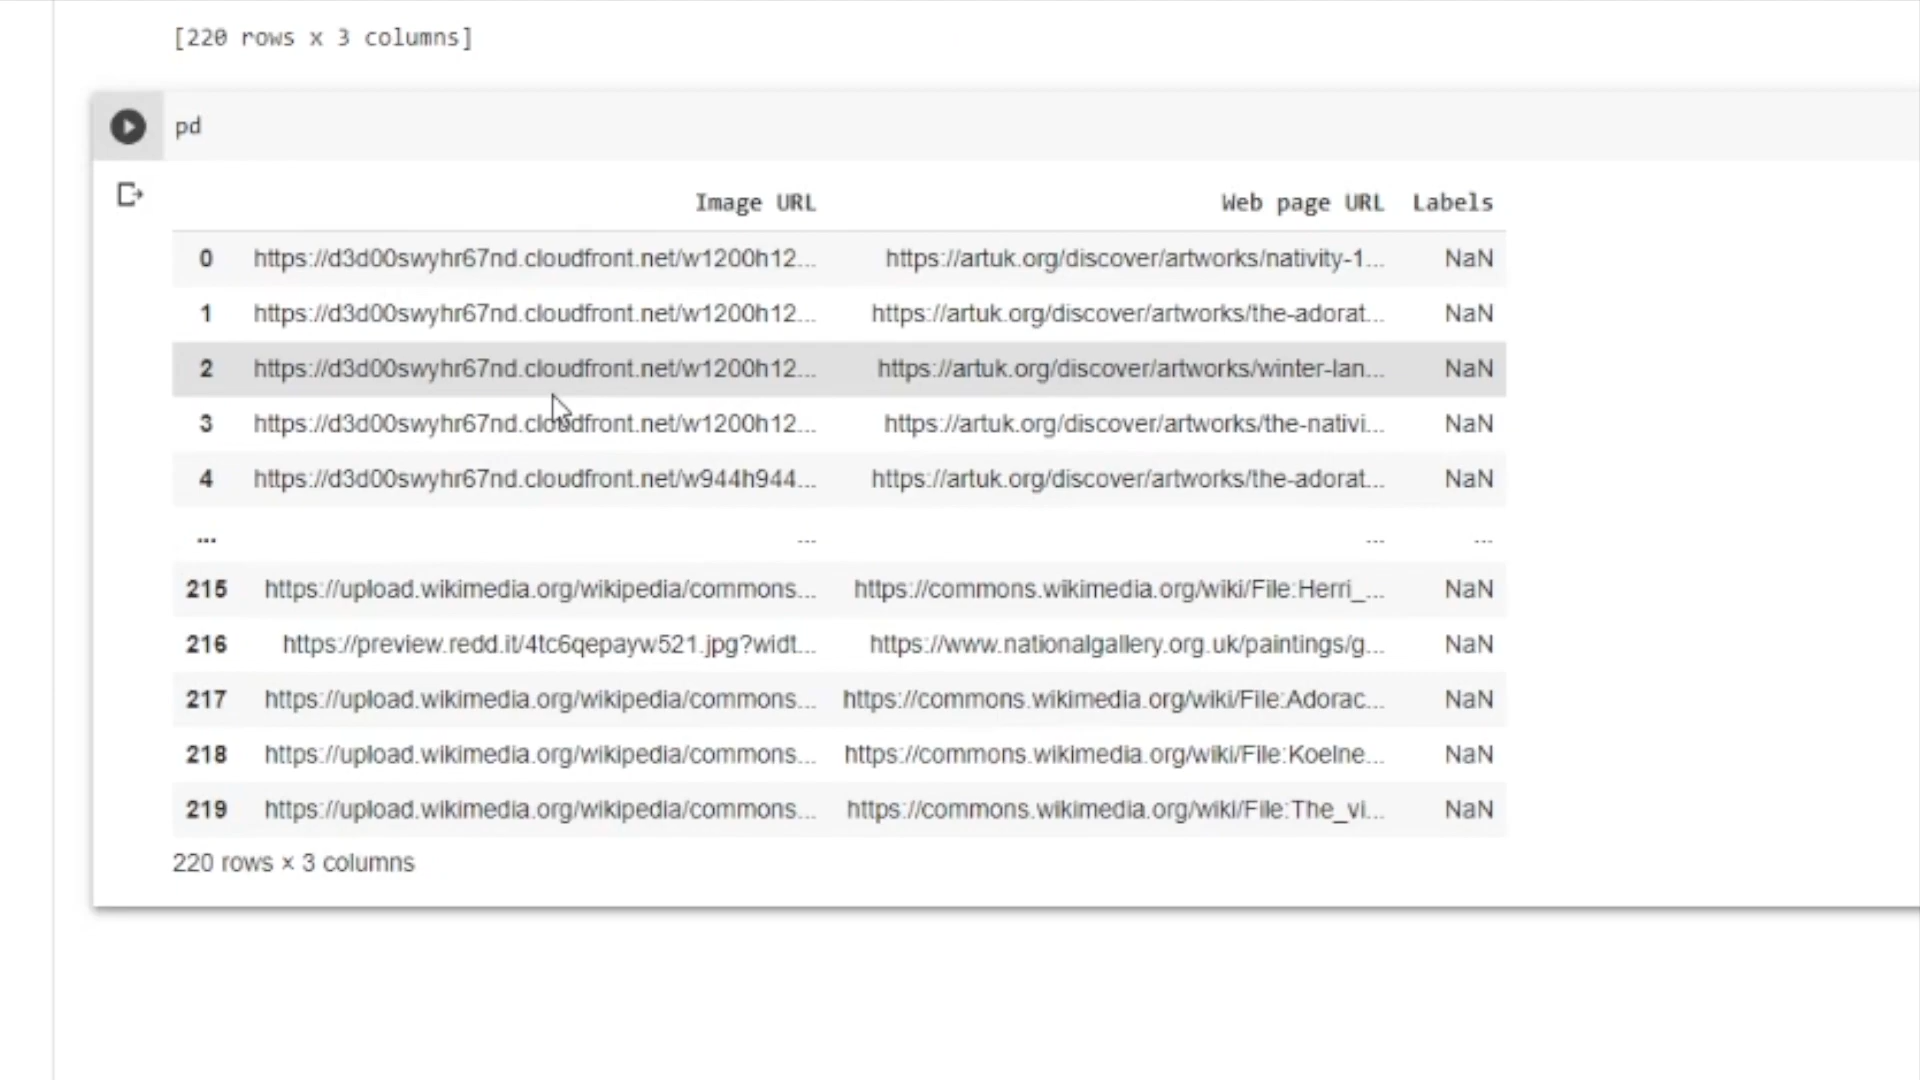 [220 rows x 3 columns]
pd
Image URL Web page URL Labels
0 https://d3d00swyhr67nd.cloudfront.net/w1200h12... https://artuk.org/discover/artworks/nativity-1... NaN
1 https://d3d00swyhr67nd.cloudfront.net/w1200h12... https://artuk.org/discover/artworks/the-adorat... NaN
2 https://d3d00swyhr67nd.cloudfront.net/w1200h12... https://artuk.org/discover/artworks/winter-lan... NaN
3 https://d3d00swyhr67nd.cloudfront.net/w1200h12... https://artuk.org/discover/artworks/the-nativi... NaN
4 https://d3d00swyhr67nd.cloudfront.net/w944h944... https://artuk.org/discover/artworks/the-adorat... NaN
... ... ... ...
215 https://upload.wikimedia.org/wikipedia/commons... https://commons.wikimedia.org/wiki/File:Herri_... NaN
216 https://preview.redd.it/4tc6qepayw521.jpg?widt... https://www.nationalgallery.org.uk/paintings/g... NaN
217 https://upload.wikimedia.org/wikipedia/commons... https://commons.wikimedia.org/wiki/File:Adorac... NaN
218 https://upload.wikimedia.org/wikipedia/commons... https://commons.wikimedia.org/wiki/File:Koelne... NaN
219 https://upload.wikimedia.org/wikipedia/commons... https://commons.wikimedia.org/wiki/File:The_vi... NaN
220 rows × 3 columns